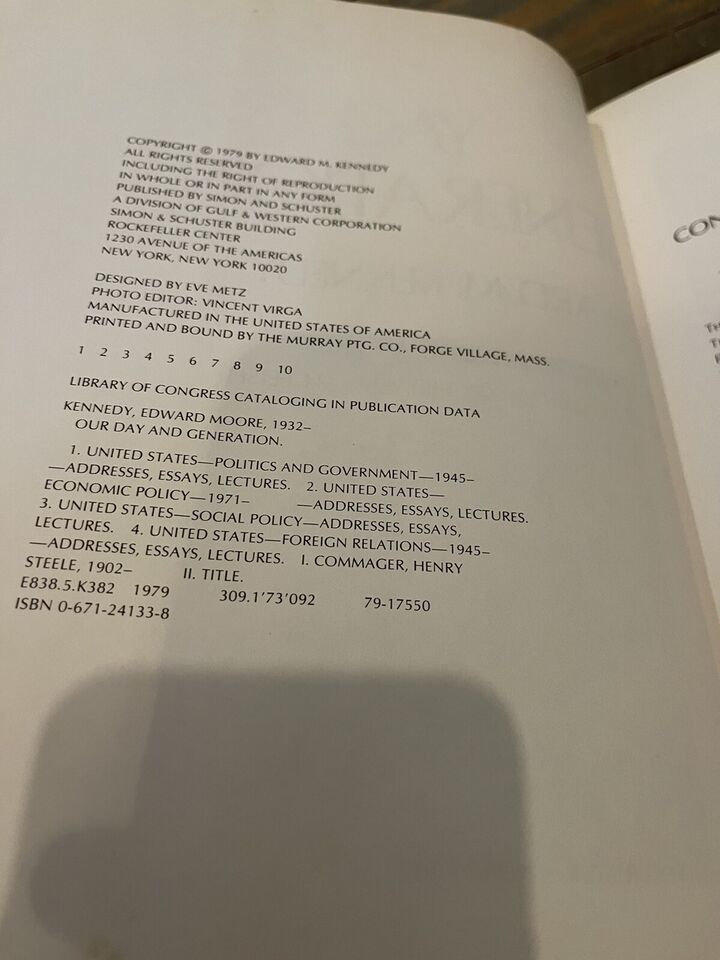 COPYRIGHT © 1979 BY EDWARD M. KENNEDY
ALL RIGHTS RESERVED
INCLUDING THE RIGHT OF REPRODUCTION
IN WHOLE OR IN PART IN ANY FORM
PUBLISHED BY SIMON AND SCHUSTER
A DIVISION OF GULF & WESTERN CORPORATION
SIMON & SCHUSTER BUILDING
ROCKEFELLER CENTER
1230 AVENUE OF THE AMERICAS
NEW YORK, NEW YORK 10020
DESIGNED BY EVE METZ
PHOTO EDITOR: VINCENT VIRGA
MANUFACTURED IN THE UNITED STATES OF AMERICA
PRINTED AND BOUND BY THE MURRAY PTG. CO., FORGE VILLAGE, MASS.
1 2 3 4 5 6 7 8 9 10
LIBRARY OF CONGRESS CATALOGING IN PUBLICATION DATA
KENNEDY, EDWARD MOORE, 1932–
OUR DAY AND GENERATION.
1. UNITED STATES—POLITICS AND GOVERNMENT—1945–
—ADDRESSES, ESSAYS, LECTURES. 2. UNITED STATES—
ECONOMIC POLICY—1971– —ADDRESSES, ESSAYS, LECTURES.
3. UNITED STATES—SOCIAL POLICY—ADDRESSES, ESSAYS,
LECTURES. 4. UNITED STATES—FOREIGN RELATIONS—1945–
—ADDRESSES, ESSAYS, LECTURES. I. COMMAGER, HENRY
STEELE, 1902– II. TITLE.
E838.5.K382 1979 309.1'73'092 79-17550
ISBN 0-671-24133-8
CON